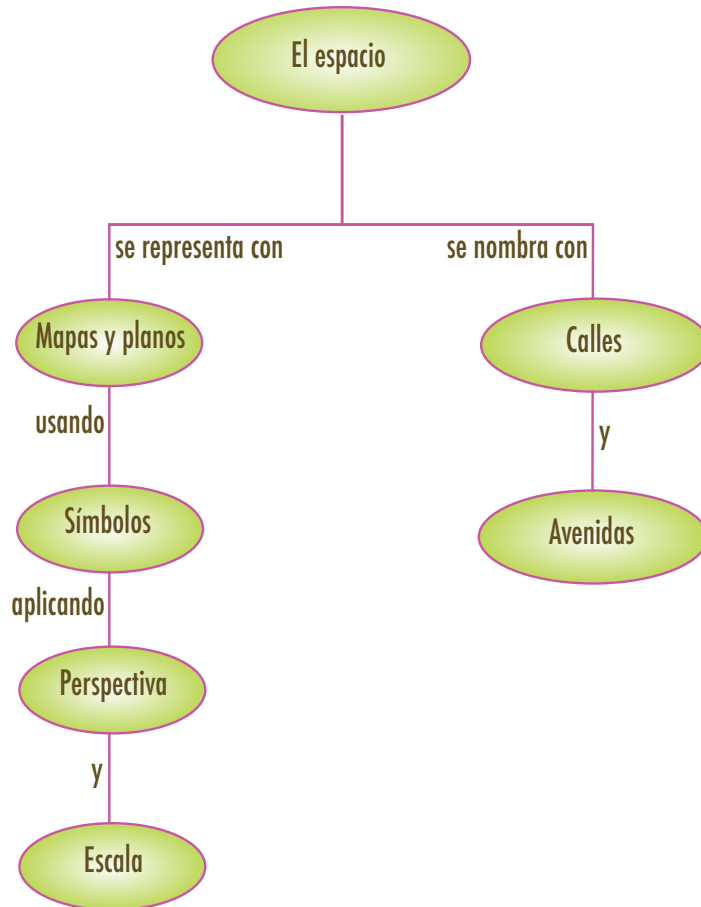 El espacio
se representa con
se nombra con
Mapas y planos
Calles
usando
y
Símbolos
Avenidas
aplicando
Perspectiva
y
Escala